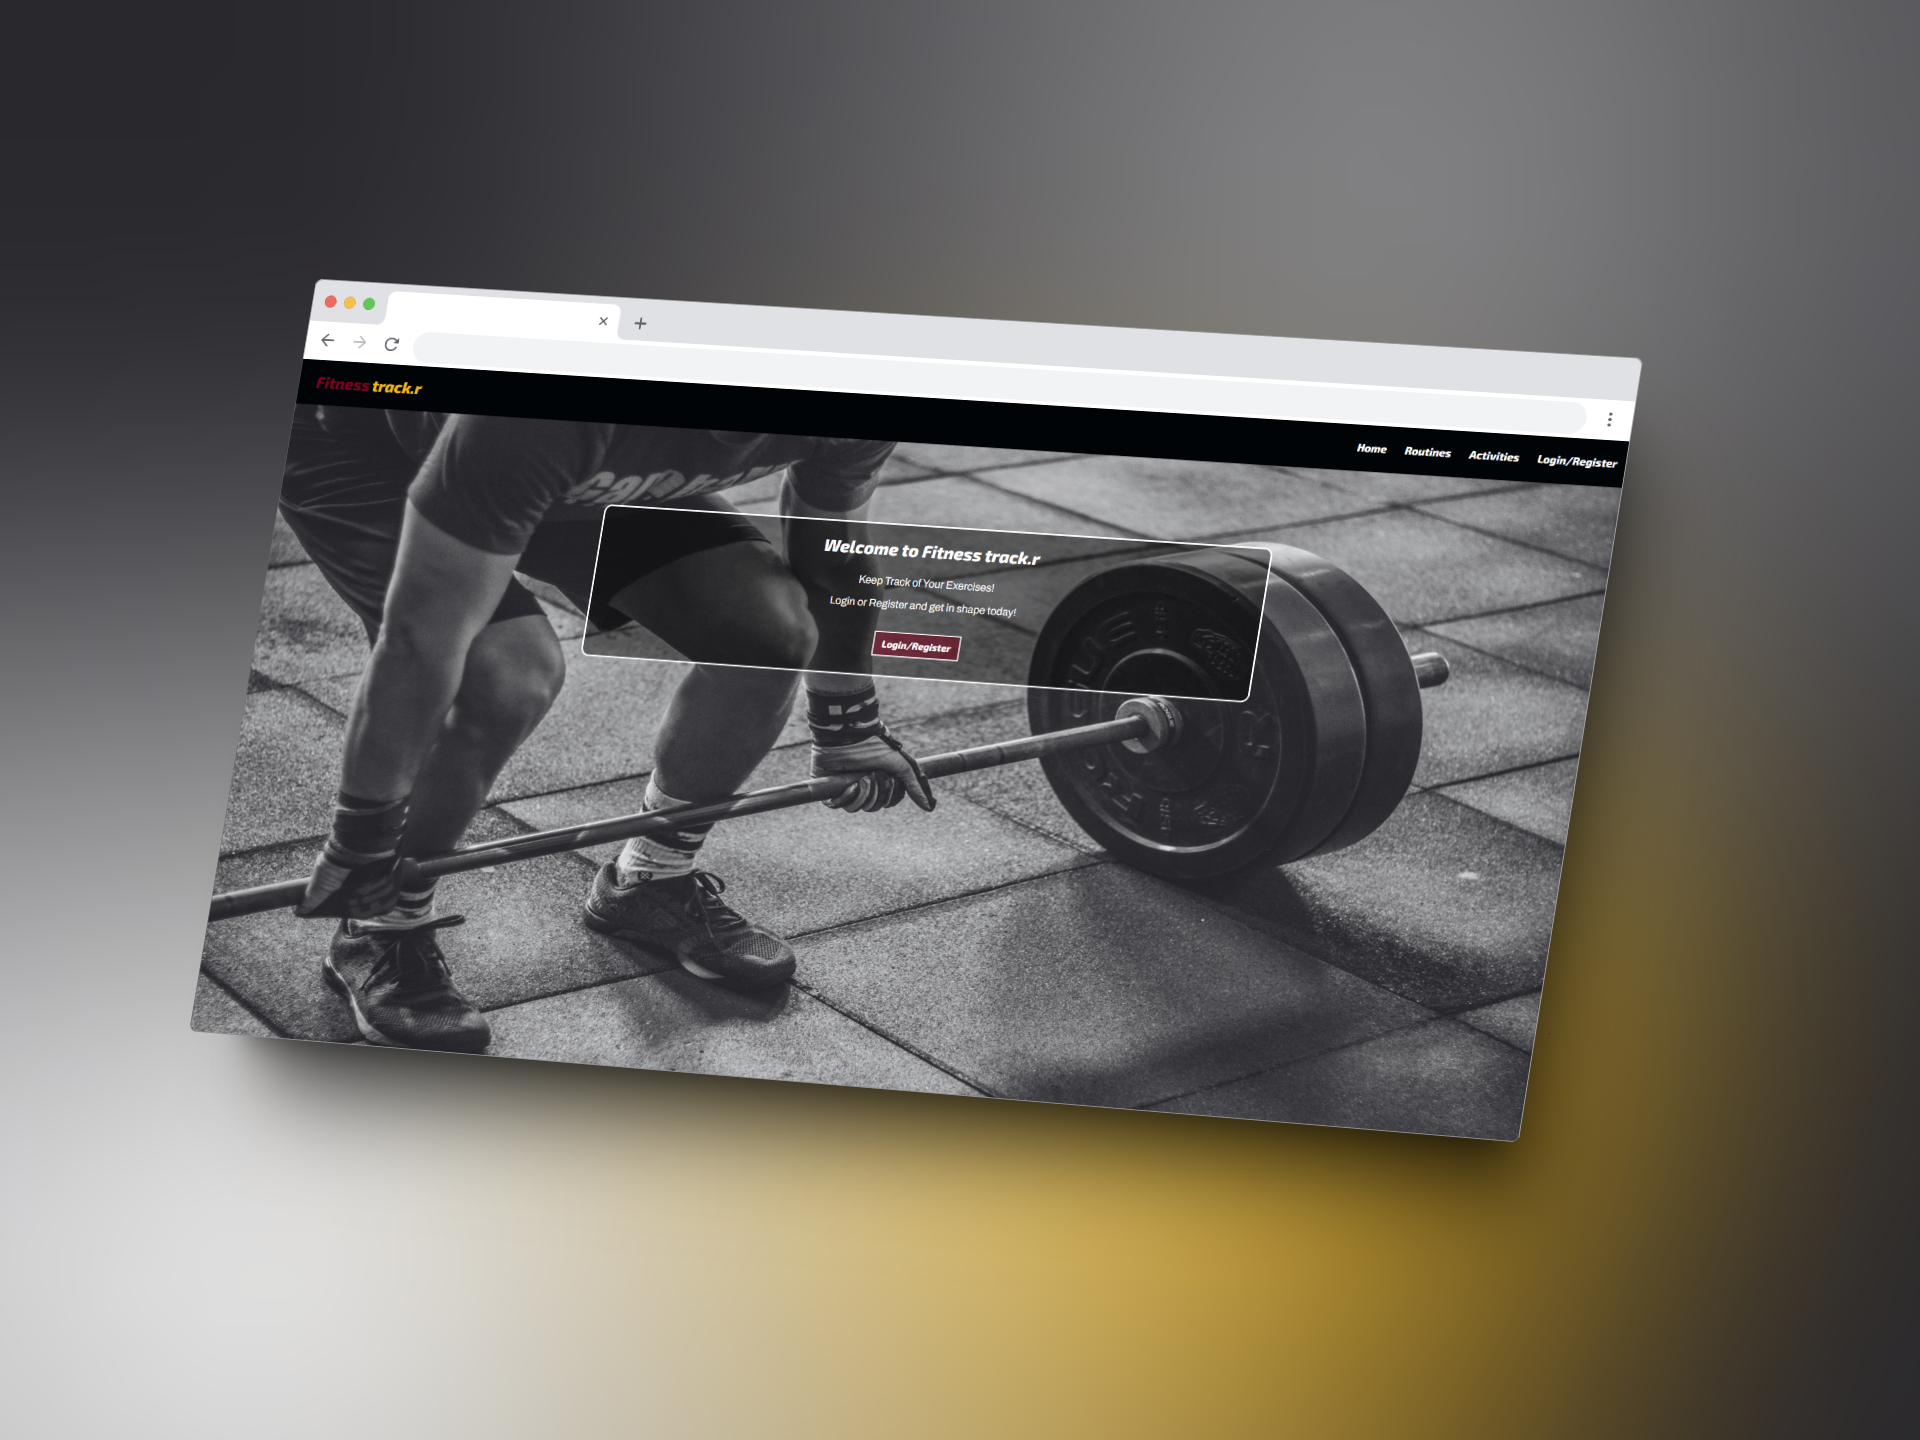 Fitness track.r
Home Routines Activities Login/Register
Welcome to Fitness track.r
Keep Track of Your Exercises!
Login or Register and get in shape today!
Login/Register